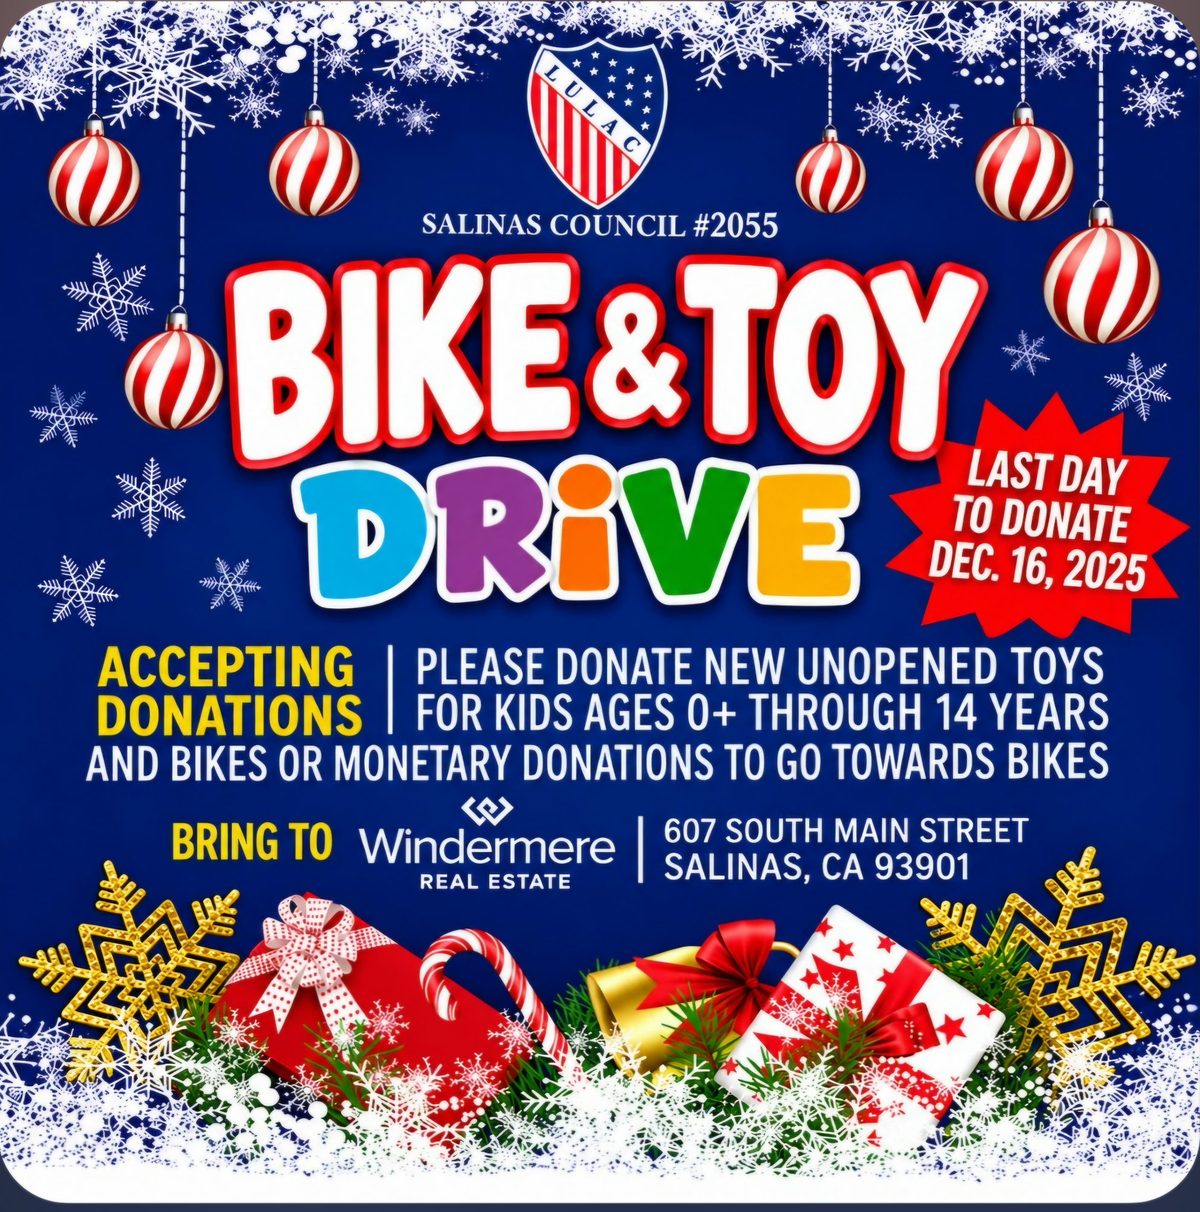 LULAC
SALINAS COUNCIL #2055
BIKE & TOY
DRiVE
LAST DAY
TO DONATE
DEC. 16, 2025
ACCEPTING
DONATIONS
PLEASE DONATE NEW UNOPENED TOYS
FOR KIDS AGES 0+ THROUGH 14 YEARS
AND BIKES OR MONETARY DONATIONS TO GO TOWARDS BIKES
BRING TO
Windermere
REAL ESTATE
607 SOUTH MAIN STREET
SALINAS, CA 93901